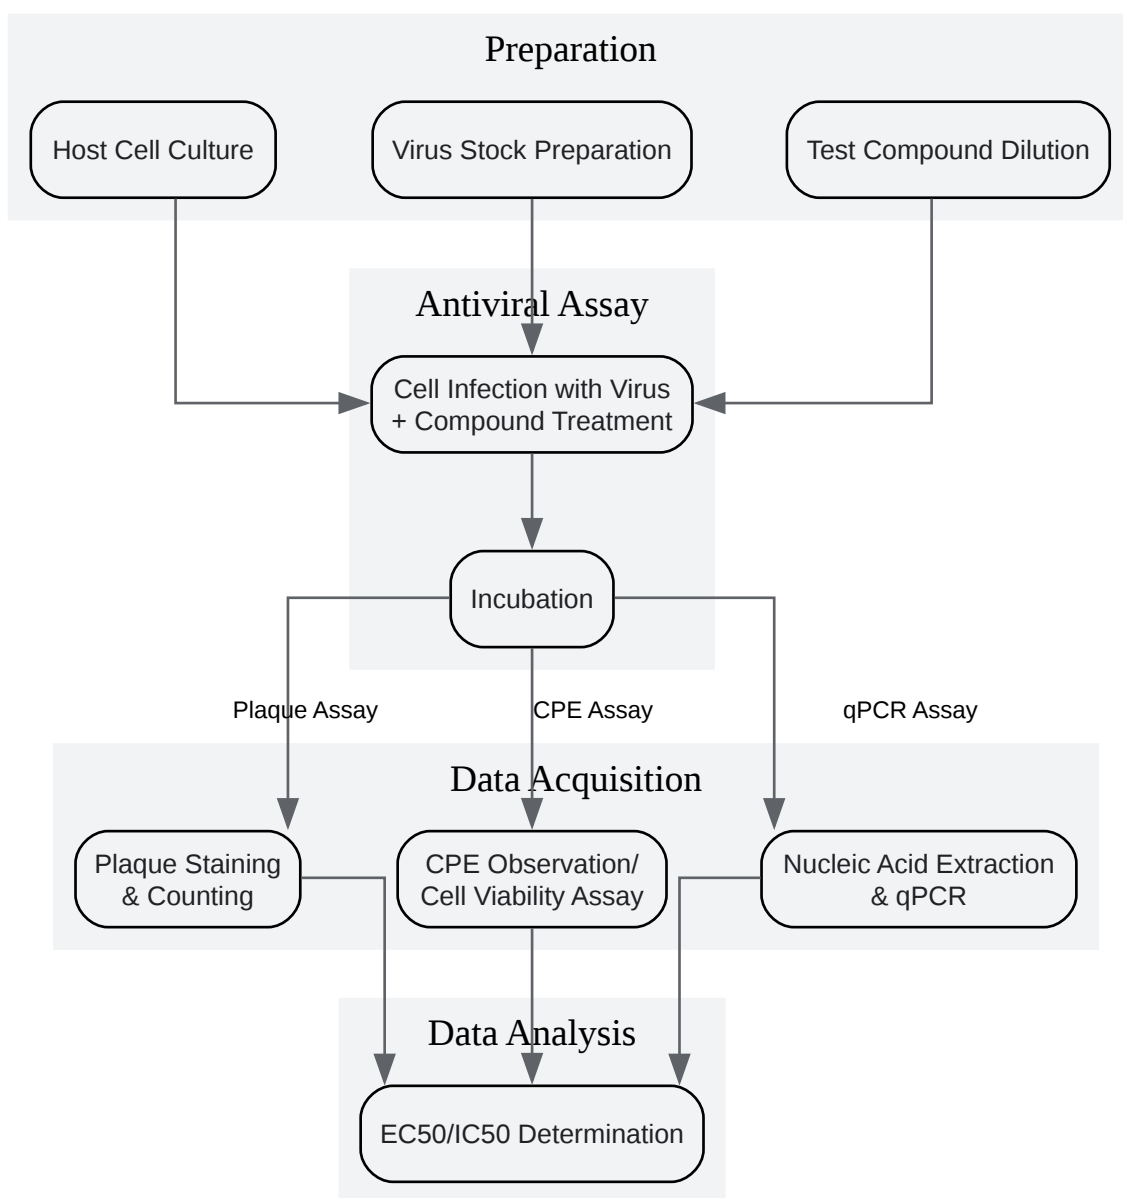 Preparation
Host Cell Culture
Virus Stock Preparation
Test Compound Dilution
Antiviral Assay
Cell Infection with Virus
+ Compound Treatment
Incubation
Plaque Assay
CPE Assay
qPCR Assay
Data Acquisition
Plaque Staining
& Counting
CPE Observation/
Cell Viability Assay
Nucleic Acid Extraction
& qPCR
Data Analysis
EC50/IC50 Determination